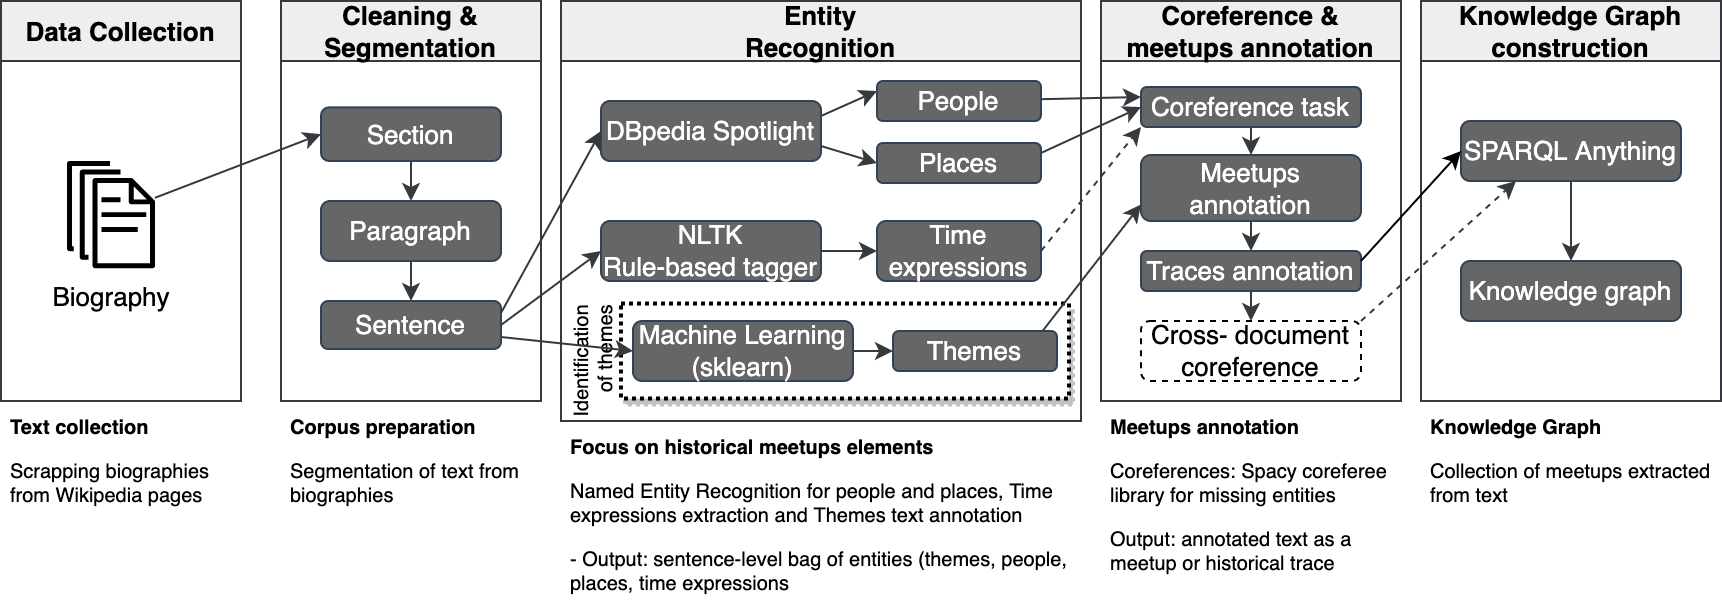 Data Collection
Biography
Text collection
Scrapping biographies
from Wikipedia pages
Cleaning &
Segmentation
Section
Paragraph
Sentence
Corpus preparation
Segmentation of text from
biographies
Entity
Recognition
DBpedia Spotlight
People
Places
NLTK
Rule-based tagger
Time
expressions
Identification
of themes
Machine Learning
(sklearn)
Themes
Focus on historical meetups elements
Named Entity Recognition for people and places, Time
expressions extraction and Themes text annotation
- Output: sentence-level bag of entities (themes, people,
places, time expressions
Coreference &
meetups annotation
Coreference task
Meetups
annotation
Traces annotation
Cross- document
coreference
Meetups annotation
Coreferences: Spacy coreferee
library for missing entities
Output: annotated text as a
meetup or historical trace
Knowledge Graph
construction
SPARQL Anything
Knowledge graph
Knowledge Graph
Collection of meetups extracted
from text